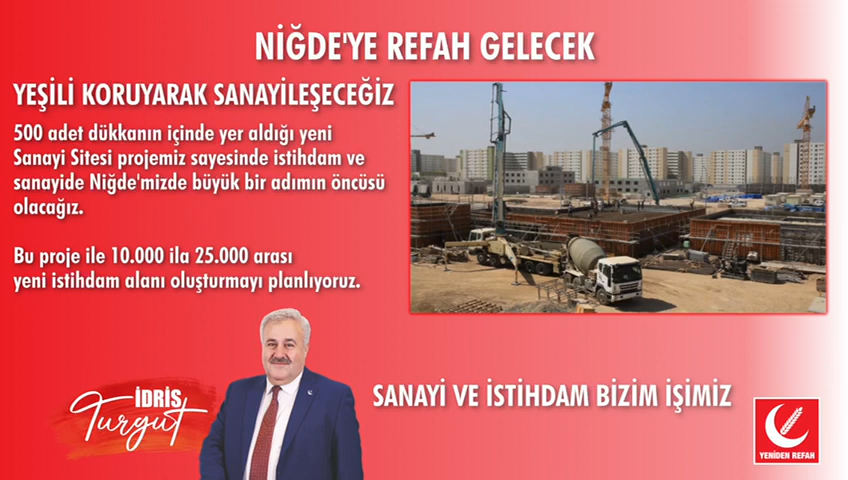 NİĞDE'YE REFAH GELECEK
YEŞİLİ KORUYARAK SANAYİLEŞECEĞİZ
500 adet dükkanın içinde yer aldığı yeni
Sanayi Sitesi projemiz sayesinde istihdam ve
sanayide Niğde'mizde büyük bir adımın öncüsü
olacağız.
Bu proje ile 10.000 ila 25.000 arası
yeni istihdam alanı oluşturmayı planlıyoruz.
İDRİS
Turgut
SANAYİ VE İSTİHDAM BİZİM İŞİMİZ
YENİDEN REFAH